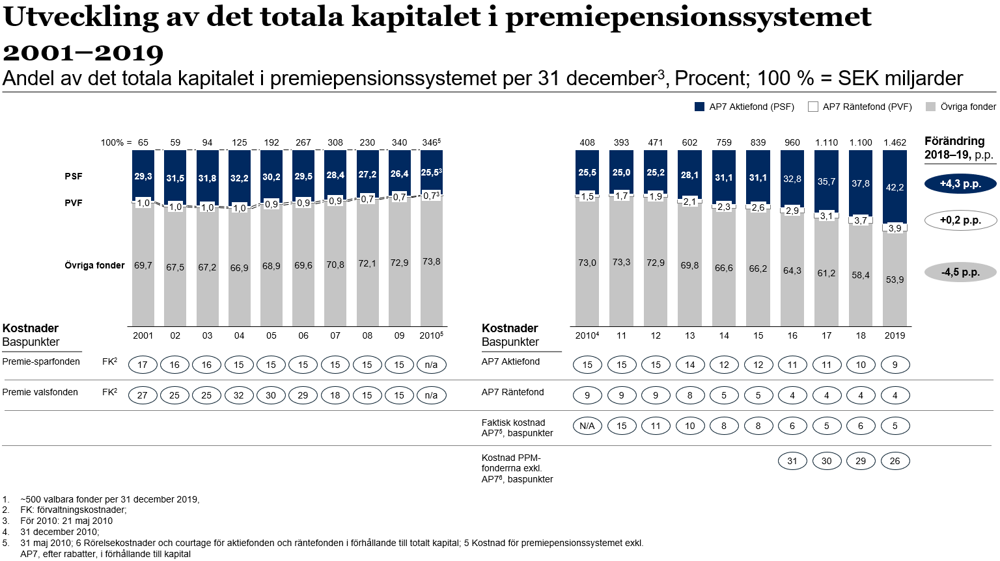 Utveckling av det totala kapitalet i premiepensionssystemet
2001–2019
Andel av det totala kapitalet i premiepensionssystemet per 31 december³, Procent; 100 % = SEK miljarder
AP7 Aktiefond (PSF) AP7 Räntefond (PVF) Övriga fonder
100% = 65 59 94 125 192 267 308 230 340 346⁵
PSF 29,3 31,5 31,8 32,2 30,2 29,5 28,4 27,2 26,4 25,5³
PVF 1,0 1,0 1,0 1,0 0,9 0,9 0,9 0,7 0,7 0,7³
Övriga fonder 69,7 67,5 67,2 66,9 68,9 69,6 70,8 72,1 72,9 73,8
2001 02 03 04 05 06 07 08 09 2010⁵
408 393 471 602 759 839 960 1.110 1.100 1.462
25,5 25,0 25,2 28,1 31,1 31,1 32,8 35,7 37,8 42,2
1,5 1,7 1,9 2,1 2,3 2,6 2,9 3,1 3,7 3,9
73,0 73,3 72,9 69,8 66,6 66,2 64,3 61,2 58,4 53,9
2010⁴ 11 12 13 14 15 16 17 18 2019
Förändring
2018–19, p.p.
+4,3 p.p.
+0,2 p.p.
-4,5 p.p.
Kostnader
Baspunkter
Premie-sparfonden FK² 17 16 16 15 15 15 15 15 15 n/a
Premie valsfonden FK² 27 25 25 32 30 29 18 15 15 n/a
Kostnader
Baspunkter
AP7 Aktiefond 15 15 15 14 12 12 11 11 10 9
AP7 Räntefond 9 9 9 8 5 5 4 4 4 4
Faktisk kostnad
AP7⁵, baspunkter N/A 15 11 10 8 8 6 5 6 5
Kostnad PPM-
fonderrna exkl.
AP7⁶, baspunkter 31 30 29 26
1. ~500 valbara fonder per 31 december 2019,
2. FK: förvaltningskostnader;
3. För 2010: 21 maj 2010
4. 31 december 2010;
5. 31 maj 2010; 6 Rörelsekostnader och courtage för aktiefonden och räntefonden i förhållande till totalt kapital; 5 Kostnad för premiepensionssystemet exkl.
AP7, efter rabatter, i förhållande till kapital